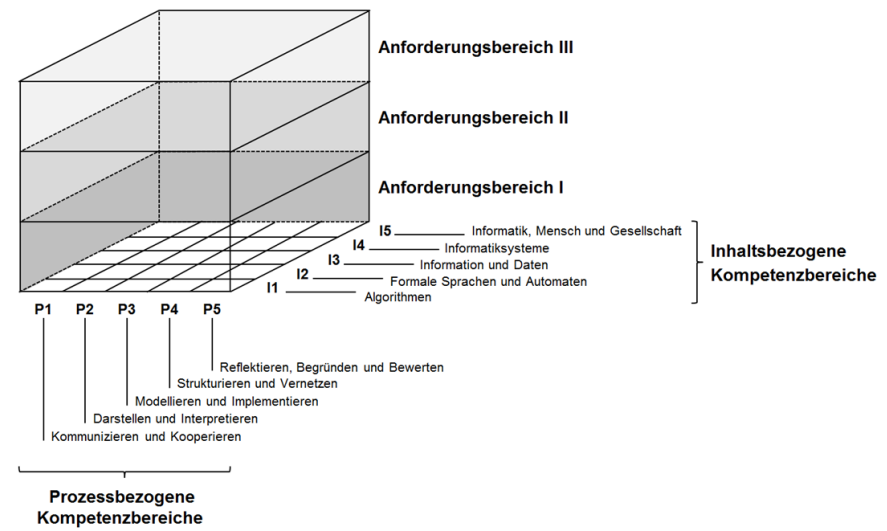 Anforderungsbereich III
Anforderungsbereich II
Anforderungsbereich I
I5 Informatik, Mensch und Gesellschaft
I4 Informatiksysteme
I3 Information und Daten
I2 Formale Sprachen und Automaten
I1 Algorithmen
Inhaltsbezogene
Kompetenzbereiche
P1 P2 P3 P4 P5
Reflektieren, Begründen und Bewerten
Strukturieren und Vernetzen
Modellieren und Implementieren
Darstellen und Interpretieren
Kommunizieren und Kooperieren
Prozessbezogene
Kompetenzbereiche